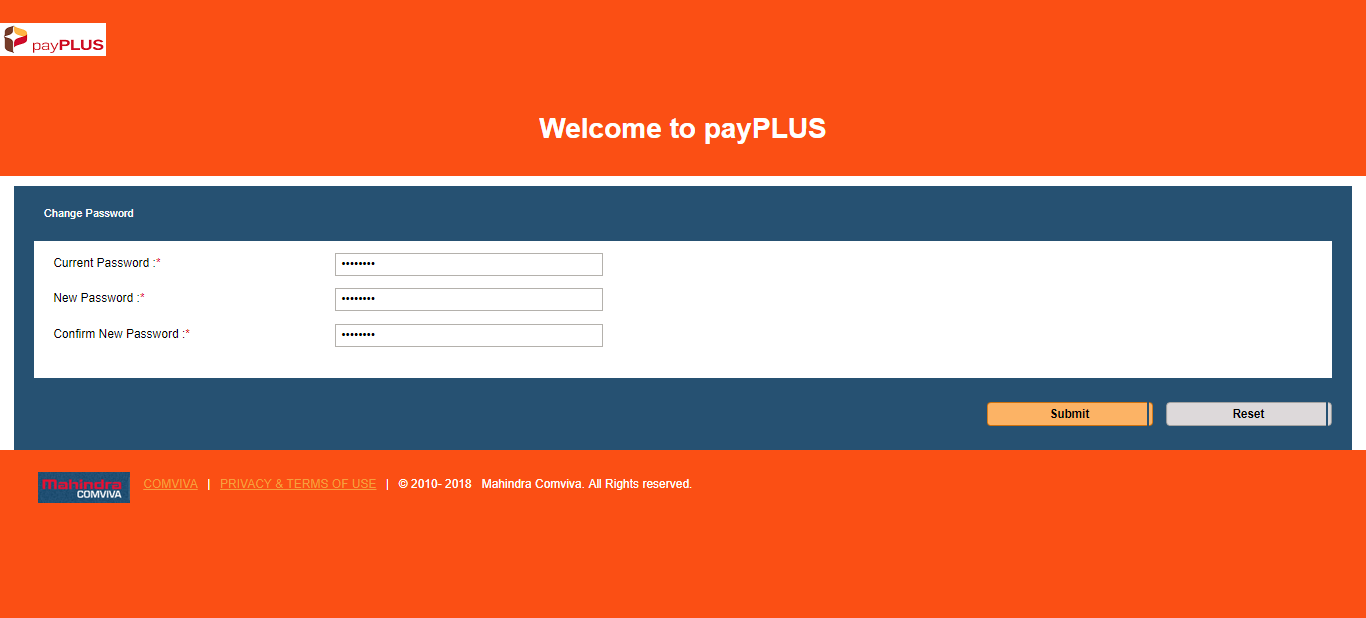 payPLUS
Welcome to payPLUS
Change Password
Current Password :* ••••••••
New Password :* ••••••••
Confirm New Password :* ••••••••
Submit Reset
Mahindra
COMVIVA
COMVIVA | PRIVACY & TERMS OF USE | © 2010- 2018 Mahindra Comviva. All Rights reserved.